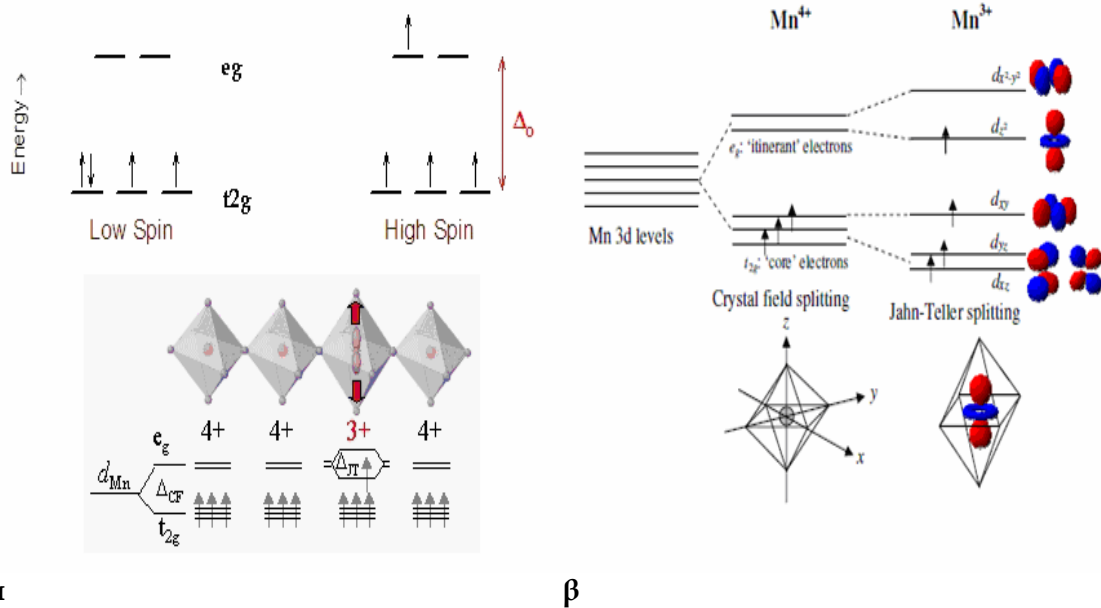 Energy →
eg
Δo
t2g
Low Spin
High Spin
4+ 4+ 3+ 4+
eg
dMn
ΔCF
t2g
ΔJT
Mn4+
Mn3+
dx²-y²
dz²
eg: 'itinerant' electrons
dxy
Mn 3d levels
dyz
t2g: 'core' electrons
dxz
Crystal field splitting
Jahn-Teller splitting
z
y
x
β